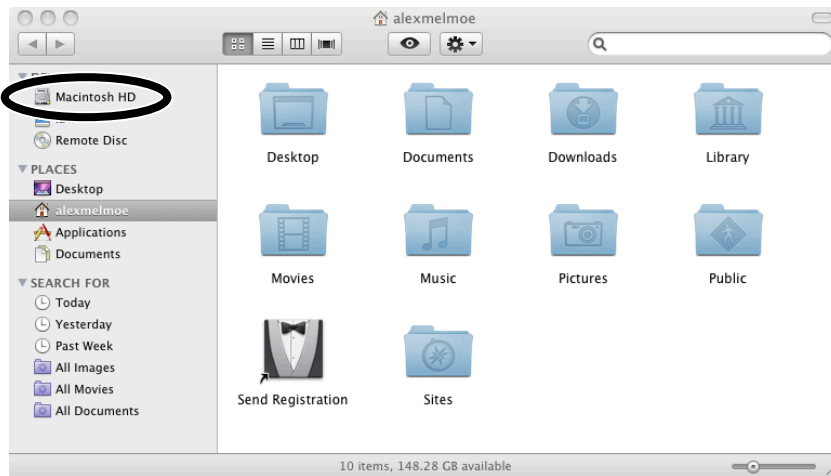 alexmelmoe
Macintosh HD
Remote Disc
PLACES
Desktop
alexmelmoe
Applications
Documents
SEARCH FOR
Today
Yesterday
Past Week
All Images
All Movies
All Documents
Desktop
Documents
Downloads
Library
Movies
Music
Pictures
Public
Send Registration
Sites
10 items, 148.28 GB available